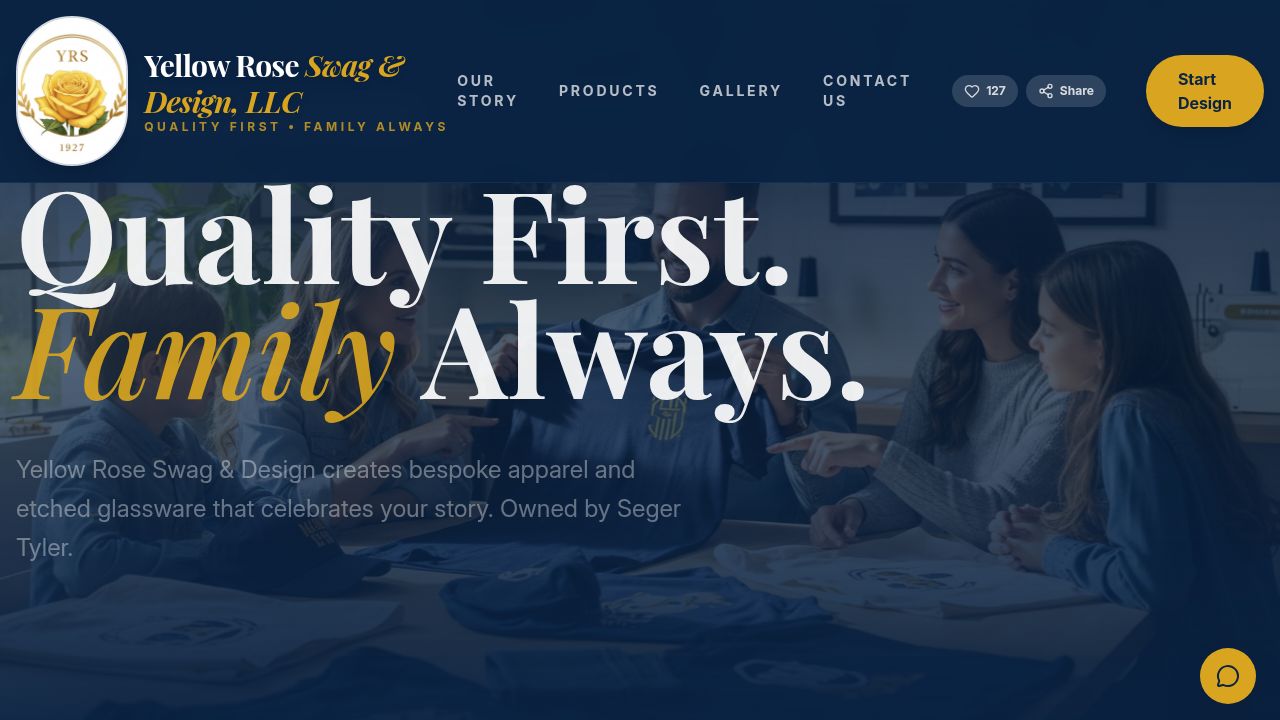 YRS
1927
Yellow Rose Swag &
Design, LLC
QUALITY FIRST • FAMILY ALWAYS
OUR
STORY
PRODUCTS
GALLERY
CONTACT
US
127
Share
Start
Design
Quality First.
Family Always.
Yellow Rose Swag & Design creates bespoke apparel and
etched glassware that celebrates your story. Owned by Seger
Tyler.